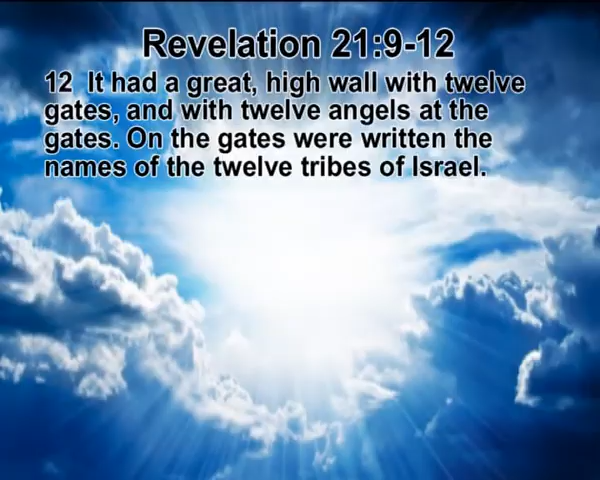 Revelation 21:9-12
12 It had a great, high wall with twelve
gates, and with twelve angels at the
gates. On the gates were written the
names of the twelve tribes of Israel.